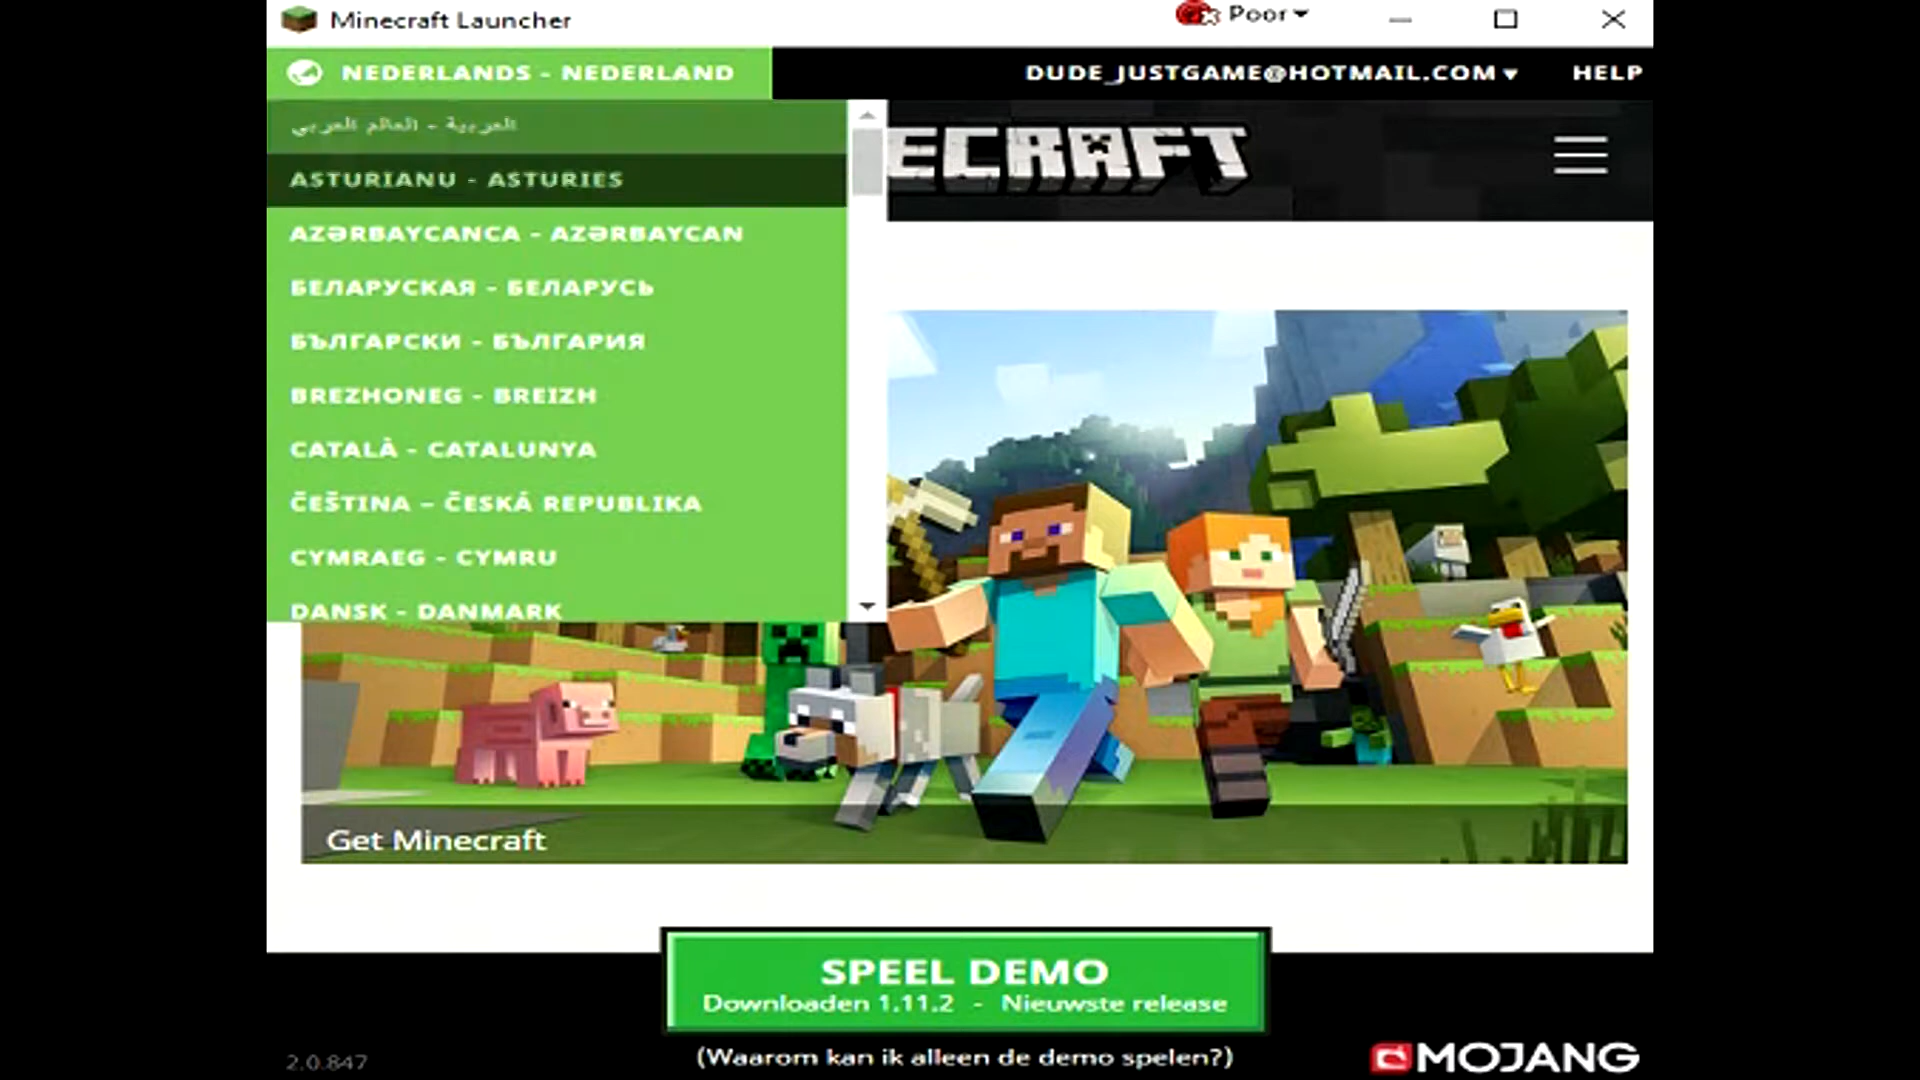 Minecraft Launcher
Poor
NEDERLANDS - NEDERLAND
DUDE_JUSTGAME@HOTMAIL.COM
HELP
العربية - العالم العربي
ASTURIANU - ASTURIES
AZƏRBAYCANCA - AZƏRBAYCAN
БЕЛАРУСКАЯ - БЕЛАРУСЬ
БЪЛГАРСКИ - БЪЛГАРИЯ
BREZHONEG - BREIZH
CATALÀ - CATALUNYA
ČEŠTINA – ČESKÁ REPUBLIKA
CYMRAEG - CYMRU
DANSK - DANMARK
ECRAFT
Get Minecraft
SPEEL DEMO
Downloaden 1.11.2 - Nieuwste release
(Waarom kan ik alleen de demo spelen?)
2.0.847
MOJANG